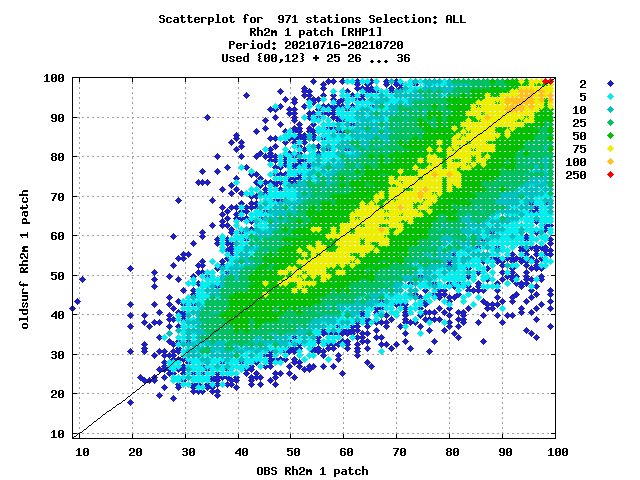 Scatterplot for 971 stations Selection: ALL
Rh2m 1 patch [RHP1]
Period: 20210716-20210720
Used {00,12} + 25 26 ... 36
100
90
80
70
60
50
40
30
20
10
oldsurf Rh2m 1 patch
10 20 30 40 50 60 70 80 90 100
OBS Rh2m 1 patch
2
5
10
25
50
75
100
250